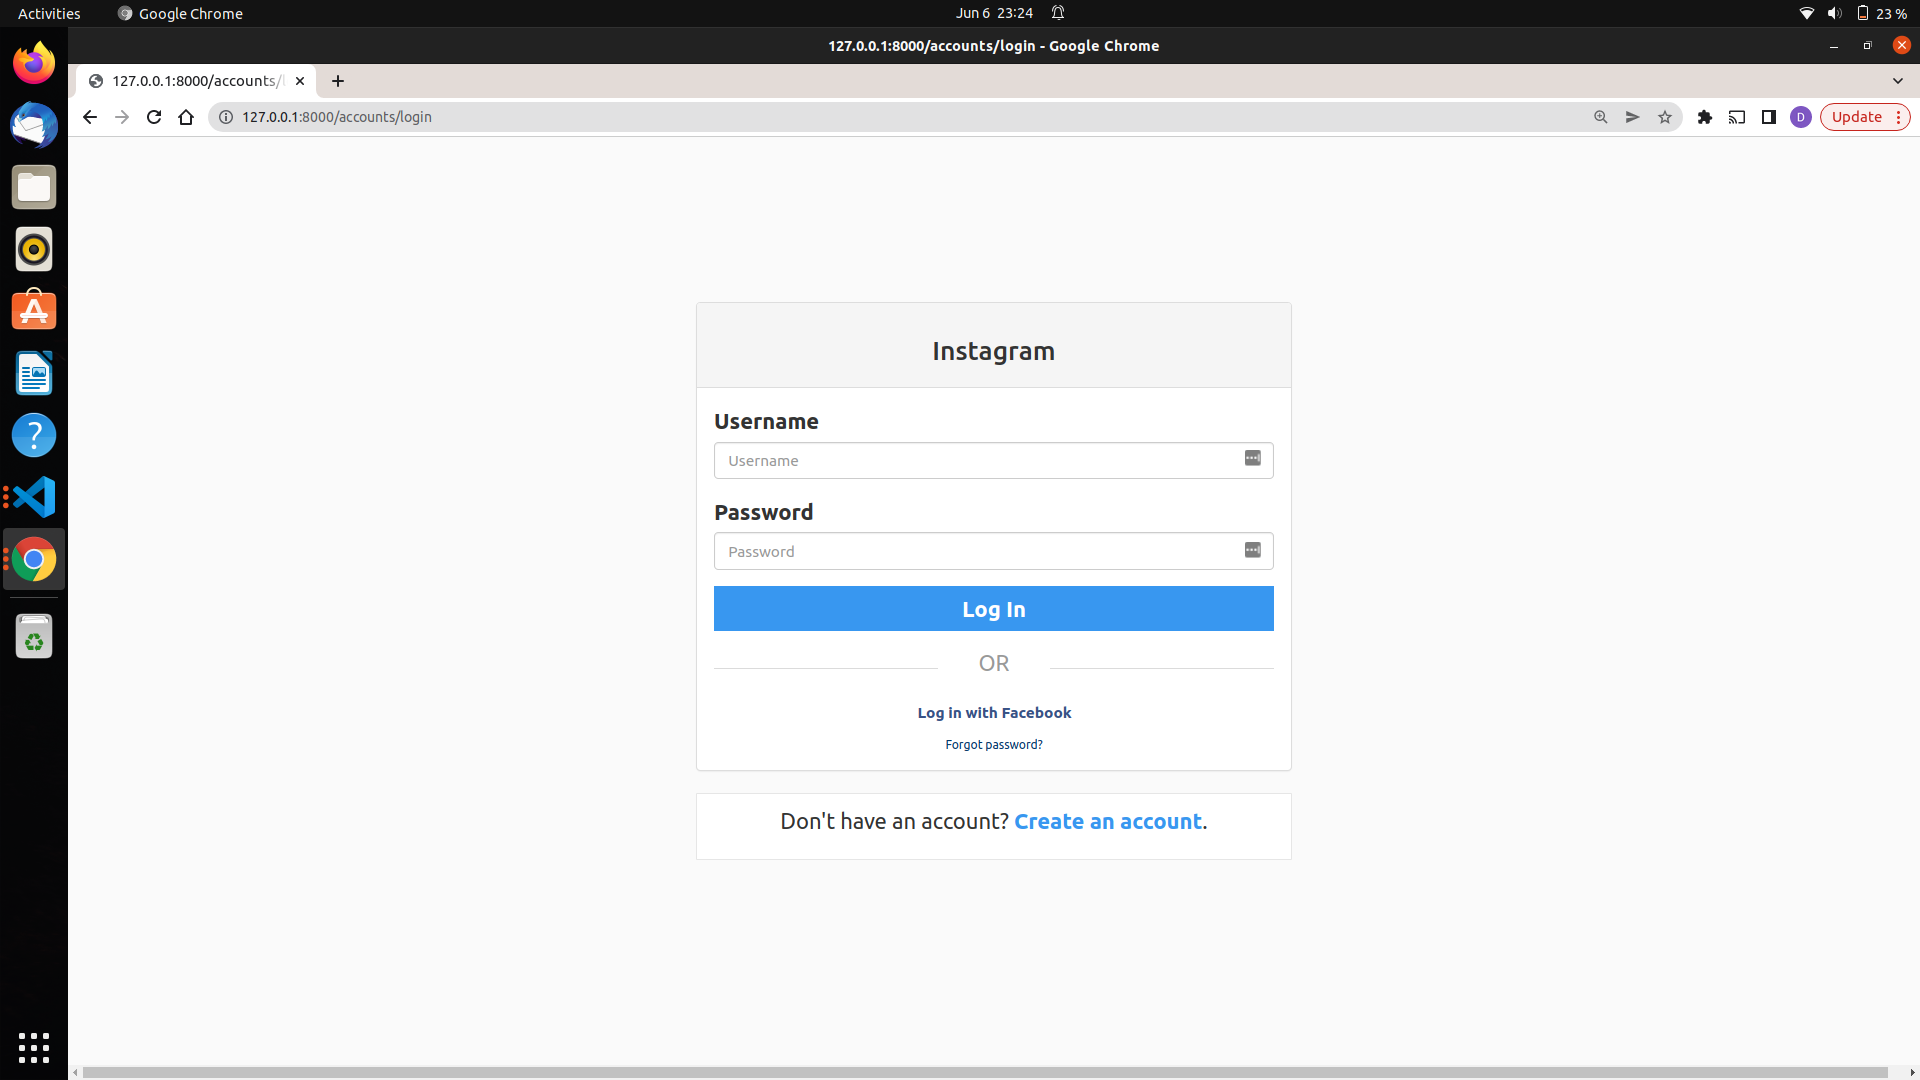 Activities
Google Chrome
Jun 6 23:24
23 %
127.0.0.1:8000/accounts/login - Google Chrome
127.0.0.1:8000/accounts/
127.0.0.1:8000/accounts/login
D
Update
Instagram
Username
Username
Password
Password
Log In
OR
Log in with Facebook
Forgot password?
Don't have an account? Create an account.